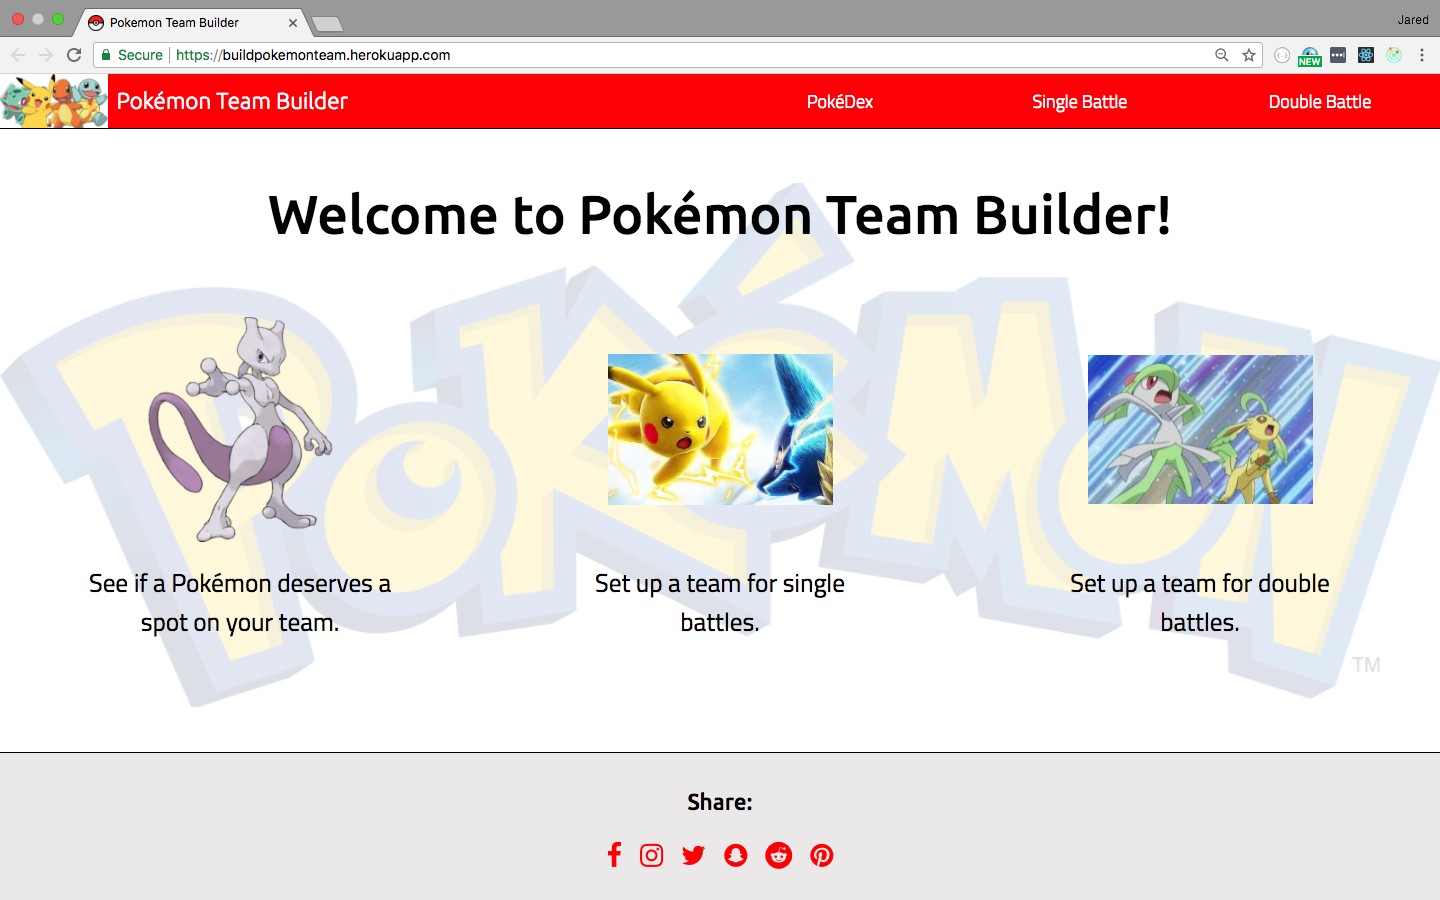 Pokemon Team Builder
Jared
Secure
https://buildpokemonteam.herokuapp.com
NEW
Pokémon Team Builder
PokéDex
Single Battle
Double Battle
Welcome to Pokémon Team Builder!
POKÉMON
TM
See if a Pokémon deserves a
spot on your team.
Set up a team for single
battles.
Set up a team for double
battles.
Share: